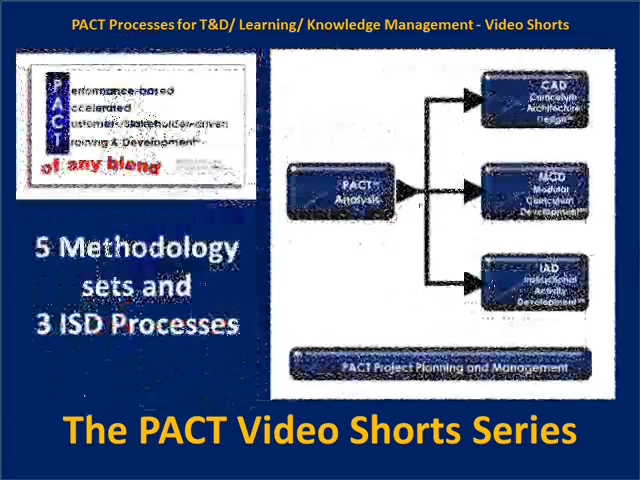 PACT Processes for T&D/ Learning/ Knowledge Management - Video Shorts
Performance-based
Accelerated
Customer-/Stakeholder-driven
Training & Development
of any blend
5 Methodology
sets and
3 ISD Processes
PACT
Analysis
CAD
Curriculum
Architecture
Design
MCD
Modular
Curriculum
Development
IAD
Instructional
Activity
Development
PACT Project Planning and Management
The PACT Video Shorts Series